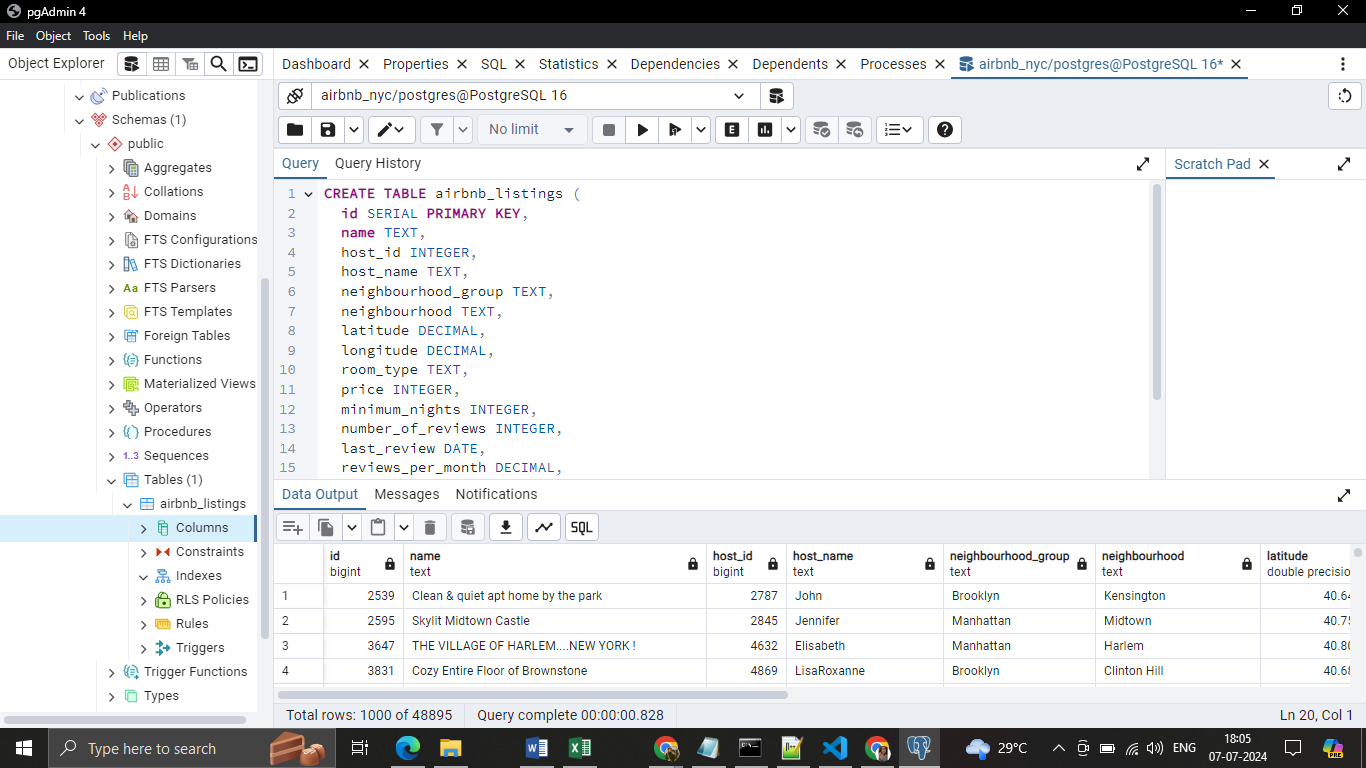 pgAdmin 4
File Object Tools Help
Object Explorer
Dashboard Properties SQL Statistics Dependencies Dependents Processes airbnb_nyc/postgres@PostgreSQL 16*
Publications
Schemas (1)
public
Aggregates
Collations
Domains
FTS Configurations
FTS Dictionaries
FTS Parsers
FTS Templates
Foreign Tables
Functions
Materialized Views
Operators
Procedures
Sequences
Tables (1)
airbnb_listings
Columns
Constraints
Indexes
RLS Policies
Rules
Triggers
Trigger Functions
Types
airbnb_nyc/postgres@PostgreSQL 16
No limit
Query Query History
Scratch Pad
1 CREATE TABLE airbnb_listings (
2 id SERIAL PRIMARY KEY,
3 name TEXT,
4 host_id INTEGER,
5 host_name TEXT,
6 neighbourhood_group TEXT,
7 neighbourhood TEXT,
8 latitude DECIMAL,
9 longitude DECIMAL,
10 room_type TEXT,
11 price INTEGER,
12 minimum_nights INTEGER,
13 number_of_reviews INTEGER,
14 last_review DATE,
15 reviews_per_month DECIMAL,
Data Output Messages Notifications
SQL
id name host_id host_name neighbourhood_group neighbourhood latitude
bigint text bigint text text text double precisio
1 2539 Clean & quiet apt home by the park 2787 John Brooklyn Kensington 40.64
2 2595 Skylit Midtown Castle 2845 Jennifer Manhattan Midtown 40.75
3 3647 THE VILLAGE OF HARLEM....NEW YORK ! 4632 Elisabeth Manhattan Harlem 40.80
4 3831 Cozy Entire Floor of Brownstone 4869 LisaRoxanne Brooklyn Clinton Hill 40.68
Total rows: 1000 of 48895 Query complete 00:00:00.828 Ln 20, Col 1
Type here to search
29°C
ENG
18:05
07-07-2024